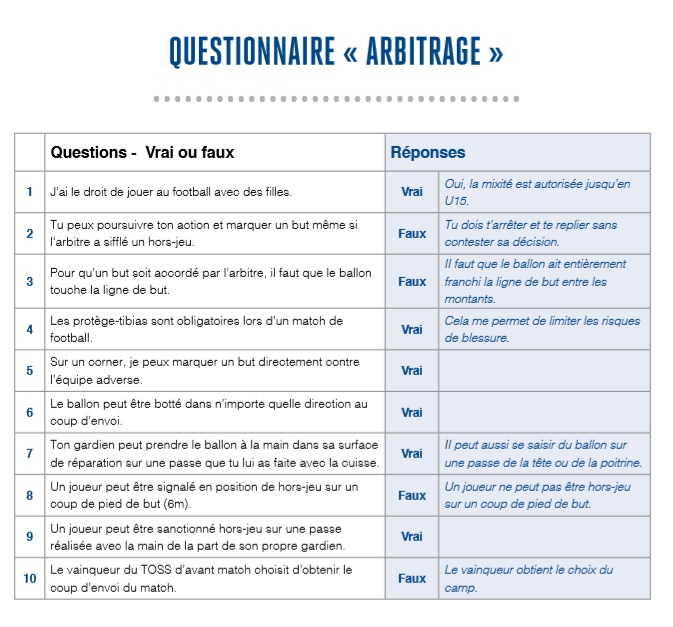 QUESTIONNAIRE « ARBITRAGE »
Questions - Vrai ou faux
Réponses
1
J'ai le droit de jouer au football avec des filles.
Vrai
Oui, la mixité est autorisée jusqu'en
U15.
2
Tu peux poursuivre ton action et marquer un but même si
l'arbitre a sifflé un hors-jeu.
Faux
Tu dois t'arrêter et te replier sans
contester sa décision.
3
Pour qu'un but soit accordé par l'arbitre, il faut que le ballon
touche la ligne de but.
Faux
Il faut que le ballon ait entièrement
franchi la ligne de but entre les
montants.
4
Les protège-tibias sont obligatoires lors d'un match de
football.
Vrai
Cela me permet de limiter les risques
de blessure.
5
Sur un corner, je peux marquer un but directement contre
l'équipe adverse.
Vrai
6
Le ballon peut être botté dans n'importe quelle direction au
coup d'envoi.
Vrai
7
Ton gardien peut prendre le ballon à la main dans sa surface
de réparation sur une passe que tu lui as faite avec la cuisse.
Vrai
Il peut aussi se saisir du ballon sur
une passe de la tête ou de la poitrine.
8
Un joueur peut être signalé en position de hors-jeu sur un
coup de pied de but (6m).
Faux
Un joueur ne peut pas être hors-jeu
sur un coup de pied de but.
9
Un joueur peut être sanctionné hors-jeu sur une passe
réalisée avec la main de la part de son propre gardien.
Vrai
10
Le vainqueur du TOSS d'avant match choisit d'obtenir le
coup d'envoi du match.
Faux
Le vainqueur obtient le choix du
camp.